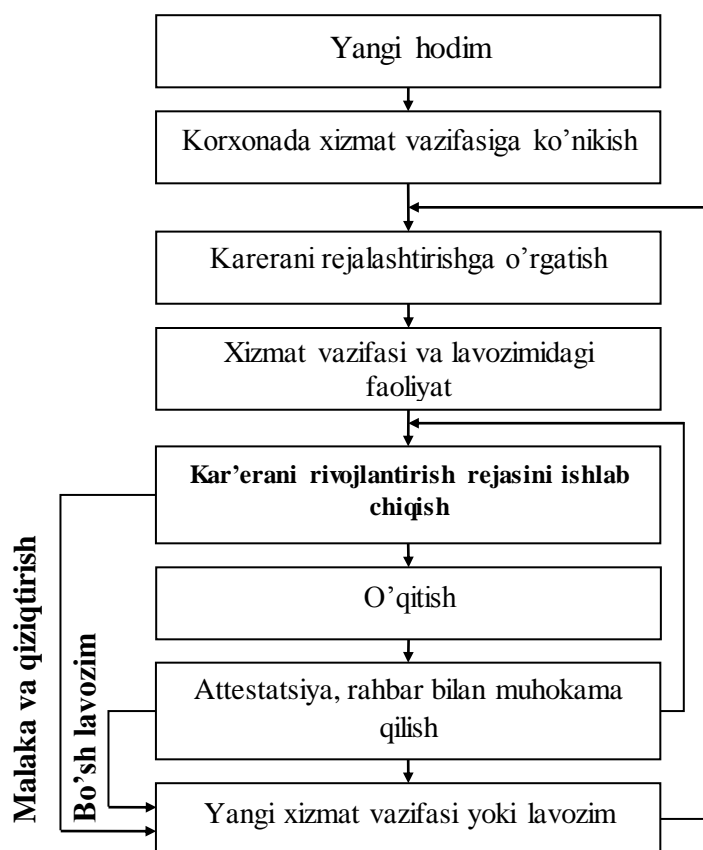 Yangi hodim
Korxonada xizmat vazifasiga ko’nikish
Karerani rejalashtirishga o’rgatish
Xizmat vazifasi va lavozimidagi
faoliyat
Kar’erani rivojlantirish rejasini ishlab
chiqish
O’qitish
Attestatsiya, rahbar bilan muhokama
qilish
Yangi xizmat vazifasi yoki lavozim
Malaka va qiziqtirish
Bo’sh lavozim